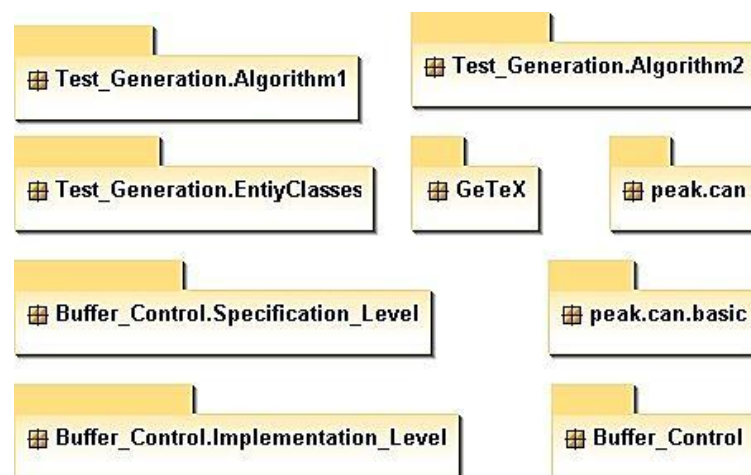 Test_Generation.Algorithm1
Test_Generation.Algorithm2
Test_Generation.EntiyClasses
GeTeX
peak.can
Buffer_Control.Specification_Level
peak.can.basic
Buffer_Control.Implementation_Level
Buffer_Control